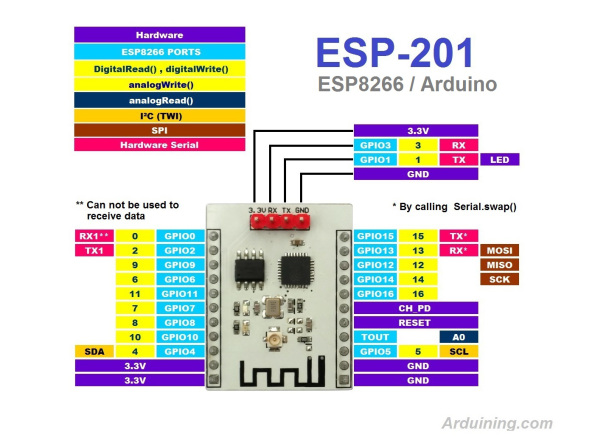 Hardware
ESP8266 PORTS
DigitalRead() , digitalWrite()
analogWrite()
analogRead()
I²C (TWI)
SPI
Hardware Serial
ESP-201
ESP8266 / Arduino
3.3V
GPIO3 3 RX
GPIO1 1 TX LED
GND
** Can not be used to
receive data
* By calling Serial.swap()
3.3V RX TX GND
RX1** 0 GPIO0
TX1 2 GPIO2
9 GPIO9
6 GPIO6
11 GPIO11
7 GPIO7
8 GPIO8
10 GPIO10
SDA 4 GPIO4
3.3V
3.3V
GPIO15 15 TX*
GPIO13 13 RX* MOSI
GPIO12 12 MISO
GPIO14 14 SCK
GPIO16 16
CH_PD
RESET
TOUT A0
GPIO5 5 SCL
GND
GND
Arduining.com